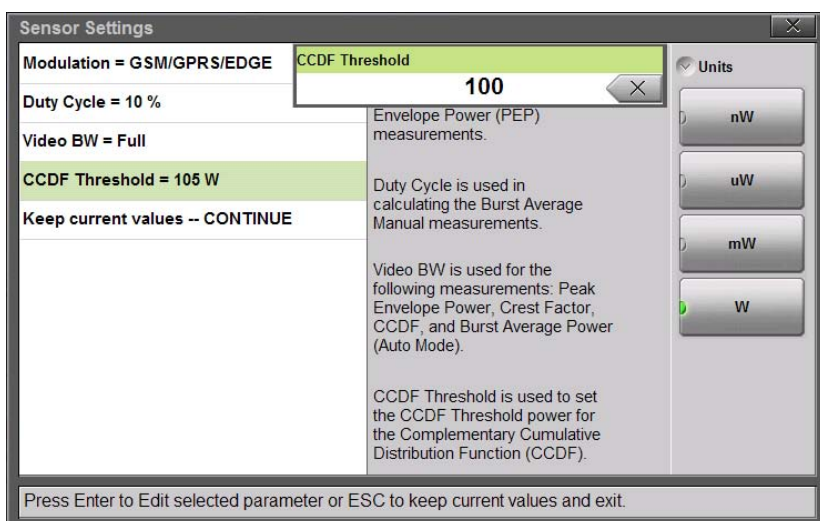 Sensor Settings
Modulation = GSM/GPRS/EDGE
Duty Cycle = 10 %
Video BW = Full
CCDF Threshold = 105 W
Keep current values -- CONTINUE
CCDF Threshold
100
Envelope Power (PEP)
measurements.
Duty Cycle is used in
calculating the Burst Average
Manual measurements.
Video BW is used for the
following measurements: Peak
Envelope Power, Crest Factor,
CCDF, and Burst Average Power
(Auto Mode).
CCDF Threshold is used to set
the CCDF Threshold power for
the Complementary Cumulative
Distribution Function (CCDF).
Units
nW
uW
mW
W
Press Enter to Edit selected parameter or ESC to keep current values and exit.